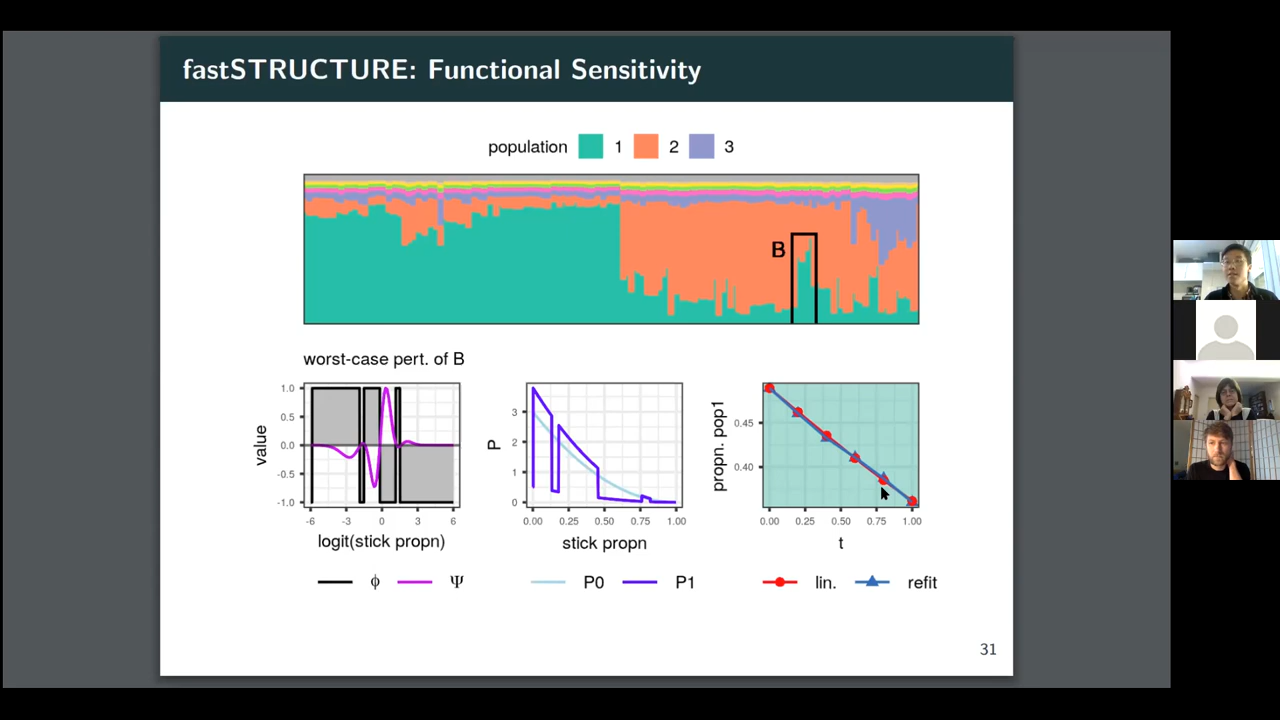 fastSTRUCTURE: Functional Sensitivity
population 1 2 3
B
worst-case pert. of B
value
1.0
0.5
0.0
-0.5
-1.0
-6 -3 0 3 6
logit(stick propn)
ϕ Ψ
P
3
2
1
0
0.00 0.25 0.50 0.75 1.00
stick propn
P0 P1
propn. pop1
0.45
0.40
0.00 0.25 0.50 0.75 1.00
t
lin. refit
31